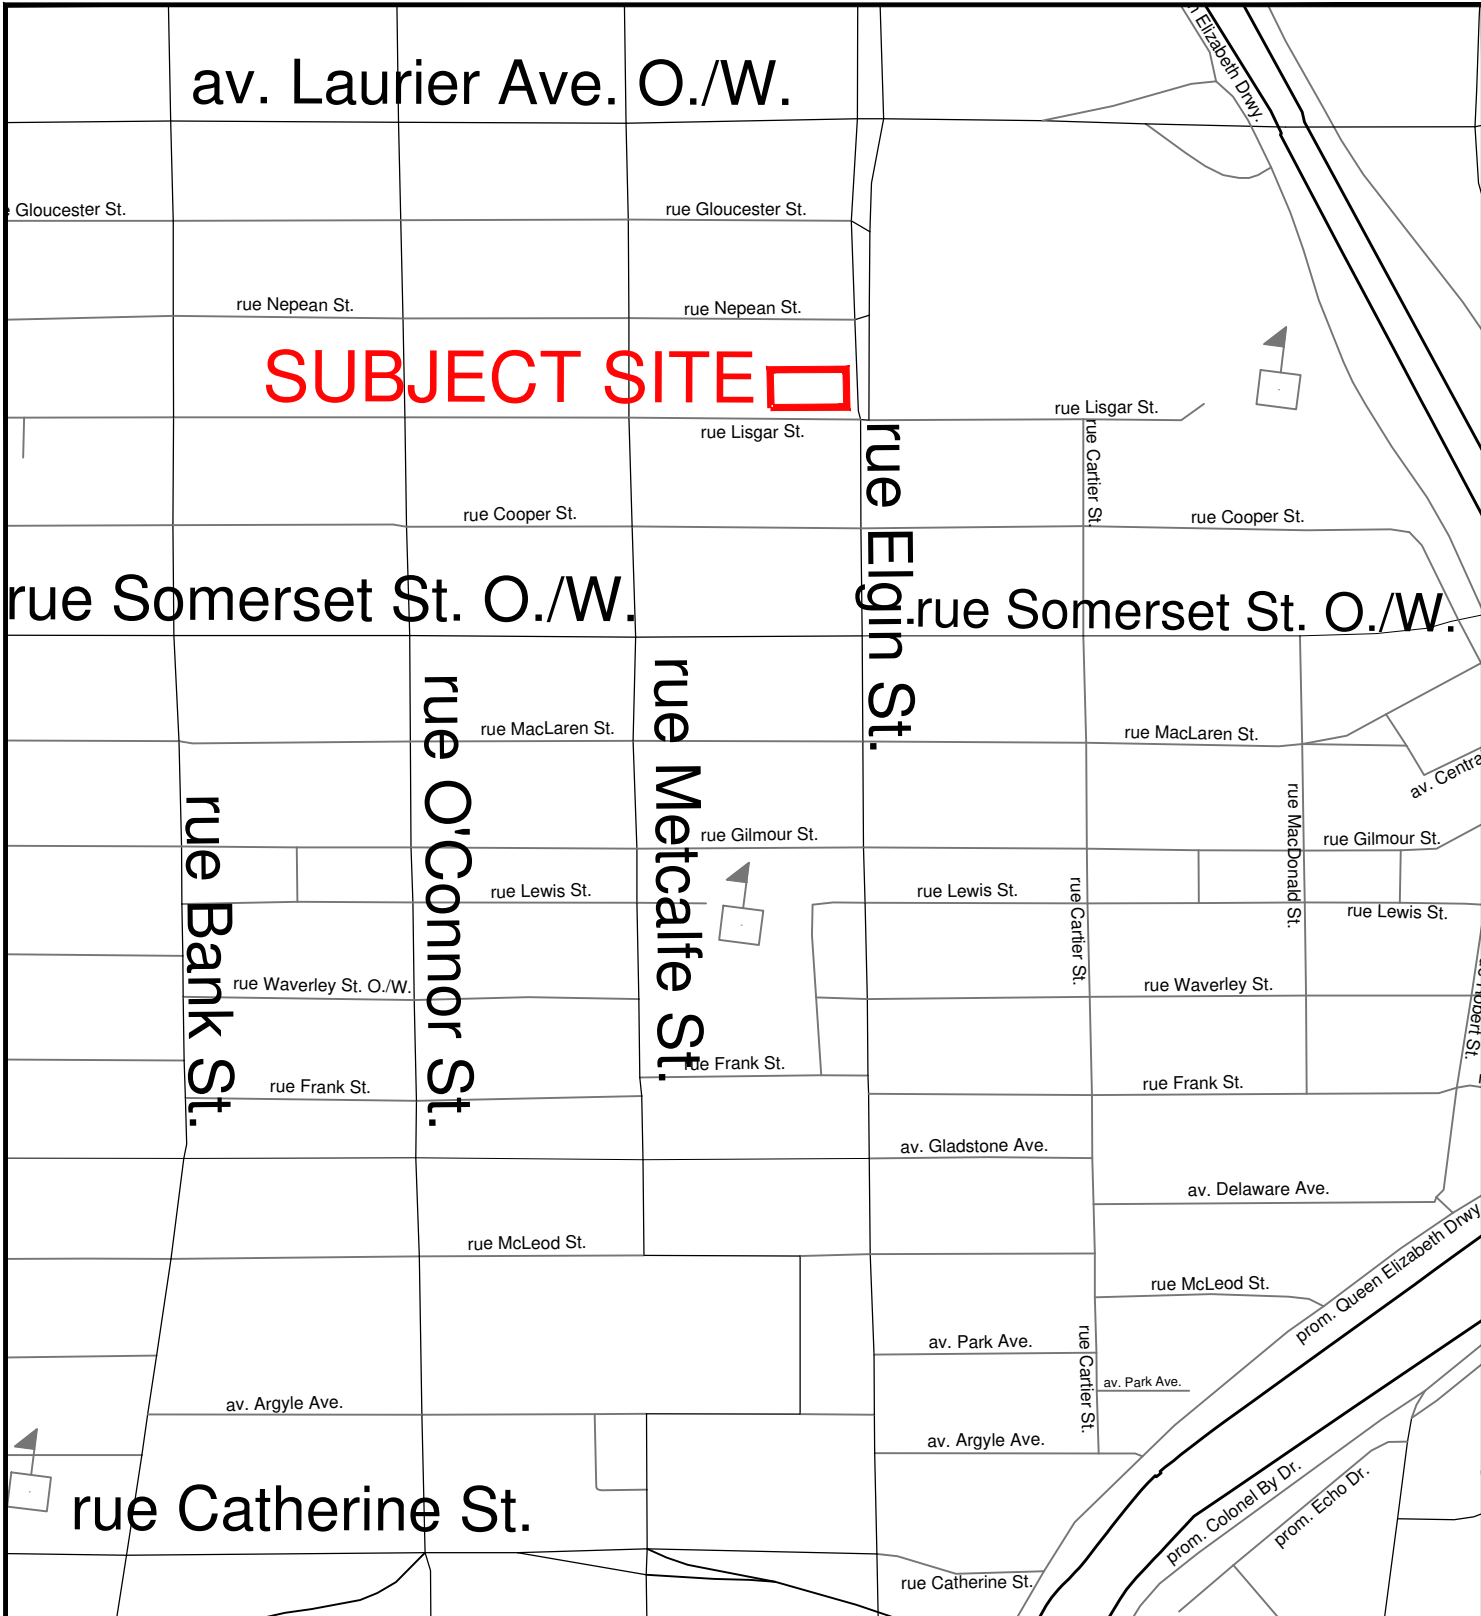 Elizabeth Drwy.
av. Laurier Ave. O./W.
Gloucester St.
rue Gloucester St.
rue Nepean St.
rue Nepean St.
SUBJECT SITE
rue Lisgar St.
rue Lisgar St.
rue Cartier St.
rue Elgin St.
rue Cooper St.
rue Cooper St.
rue Somerset St. O./W.
rue Somerset St. O./W.
rue Metcalfe St.
rue O'Connor St.
rue MacLaren St.
rue MacLaren St.
av. Centra
rue Bank St.
rue MacDonald St.
rue Gilmour St.
rue Gilmour St.
rue Lewis St.
rue Lewis St.
rue Cartier St.
rue Lewis St.
rue Waverley St. O./W.
rue Waverley St.
rue Frank St.
rue Frank St.
rue Frank St.
av. Gladstone Ave.
av. Delaware Ave.
prom. Queen Elizabeth Drwy
rue McLeod St.
rue McLeod St.
av. Park Ave.
rue Cartier St.
av. Park Ave.
av. Argyle Ave.
av. Argyle Ave.
rue Catherine St.
prom. Colonel By Dr.
prom. Echo Dr.
rue Catherine St.